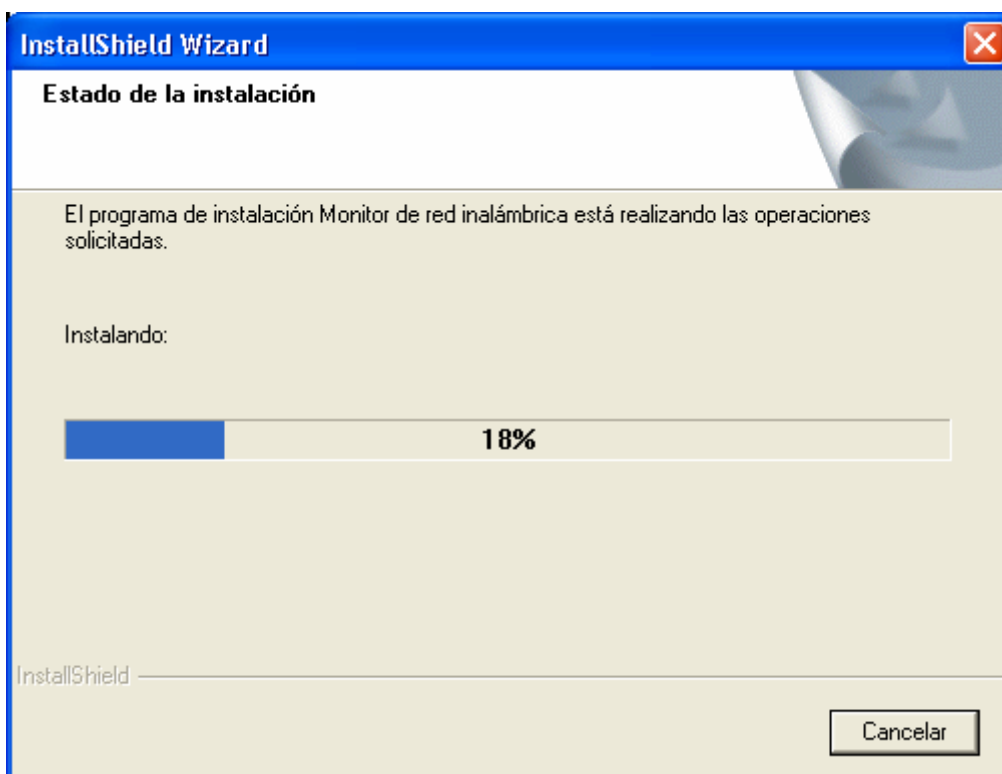 InstallShield Wizard
Estado de la instalación
El programa de instalación Monitor de red inalámbrica está realizando las operaciones
solicitadas.
Instalando:
18%
InstallShield
Cancelar